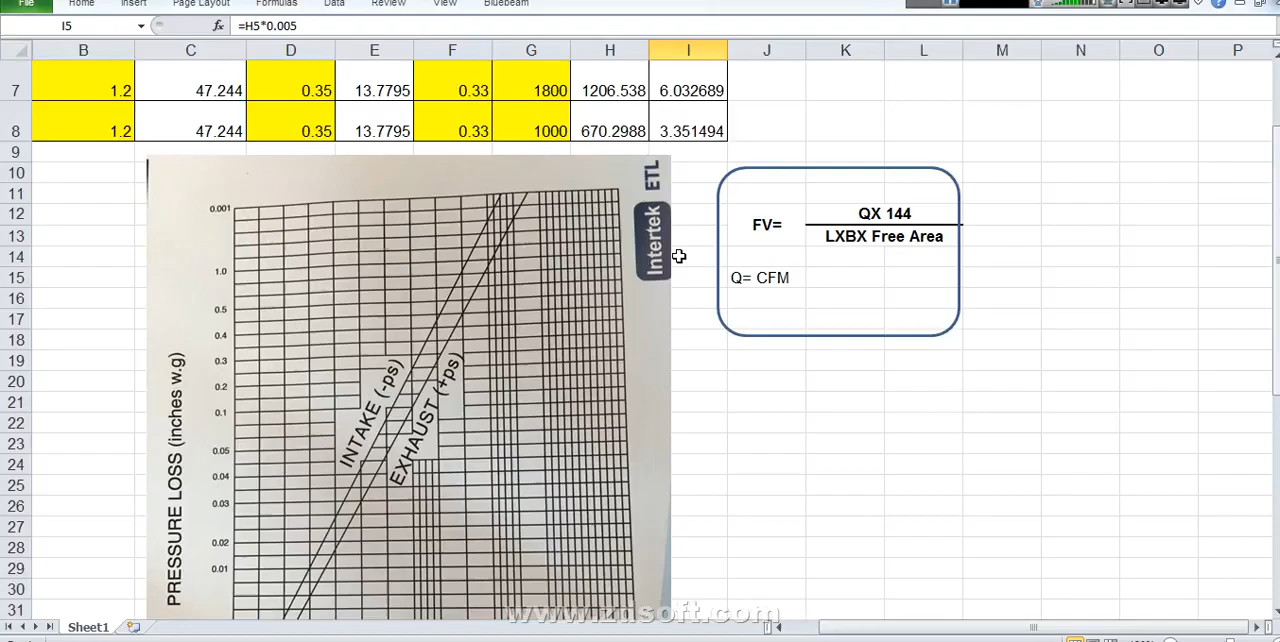 File Home Insert Page Layout Formulas Data Review View Bluebeam
I5 fx =H5*0.005
B C D E F G H I J K L M N O P
7 1.2 47.244 0.35 13.7795 0.33 1800 1206.538 6.032689
8 1.2 47.244 0.35 13.7795 0.33 1000 670.2988 3.351494
9
10
11
12
13
14
15
16
17
18
19
20
21
22
23
24
25
26
27
28
29
30
31
Intertek ETL
0.001
1.0
0.5
0.4
0.3
0.2
0.1
0.05
0.04
0.03
0.02
0.01
PRESSURE LOSS (inches w.g)
INTAKE (-ps)
EXHAUST (+ps)
QX 144
FV=
LXBX Free Area
Q= CFM
www.zdsoft.com
Sheet1